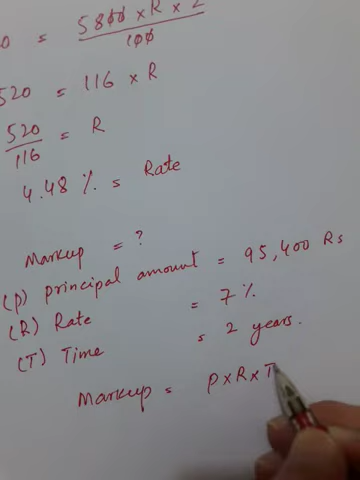 0 = 5800 x R x 2
100
520 = 116 x R
520 = R
116
4.48 % = Rate
Markup = ?
(P) principal amount = 95,400 Rs
(R) Rate = 7 %
(T) Time = 2 years.
Markup = P x R x T